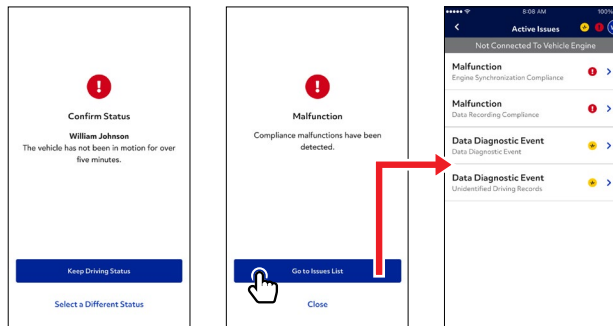 Confirm Status
William Johnson
The vehicle has not been in motion for over
five minutes.
Keep Driving Status
Select a Different Status
Malfunction
Compliance malfunctions have been
detected.
Go to Issues List
Close
8:08 AM
100%
Active Issues
Not Connected To Vehicle Engine
Malfunction
Engine Synchronization Compliance
Malfunction
Data Recording Compliance
Data Diagnostic Event
Data Diagnostic Event
Data Diagnostic Event
Unidentified Driving Records